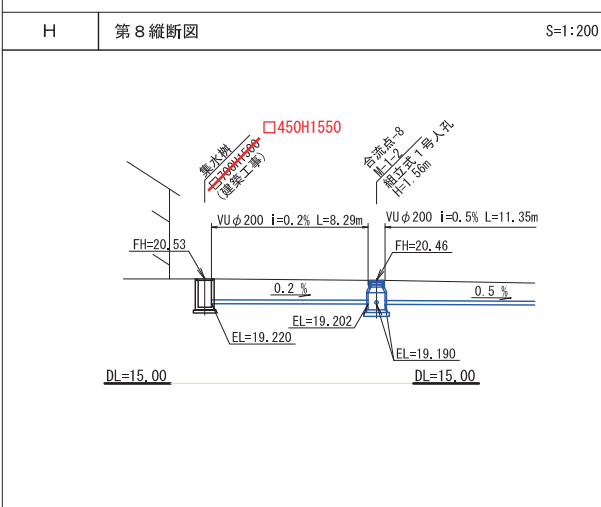 H
第8縦断図
S=1:200
□450H1550
集水桝
□700H1500
(建築工事)
合流点-8
M-1-2
組立式1号人孔
H=1.56m
VUφ200 i=0.2% L=8.29m
VUφ200 i=0.5% L=11.35m
FH=20.53
FH=20.46
0.2 %
0.5 %
EL=19.202
EL=19.220
EL=19.190
DL=15.00
DL=15.00